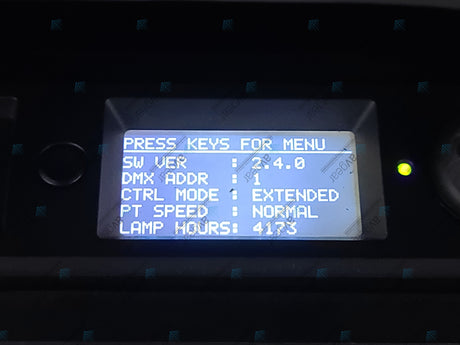 PRESS KEYS FOR MENU
SW VER : 2.4.0
DMX ADDR : 1
CTRL MODE : EXTENDED
PT SPEED : NORMAL
LAMP HOURS: 4173